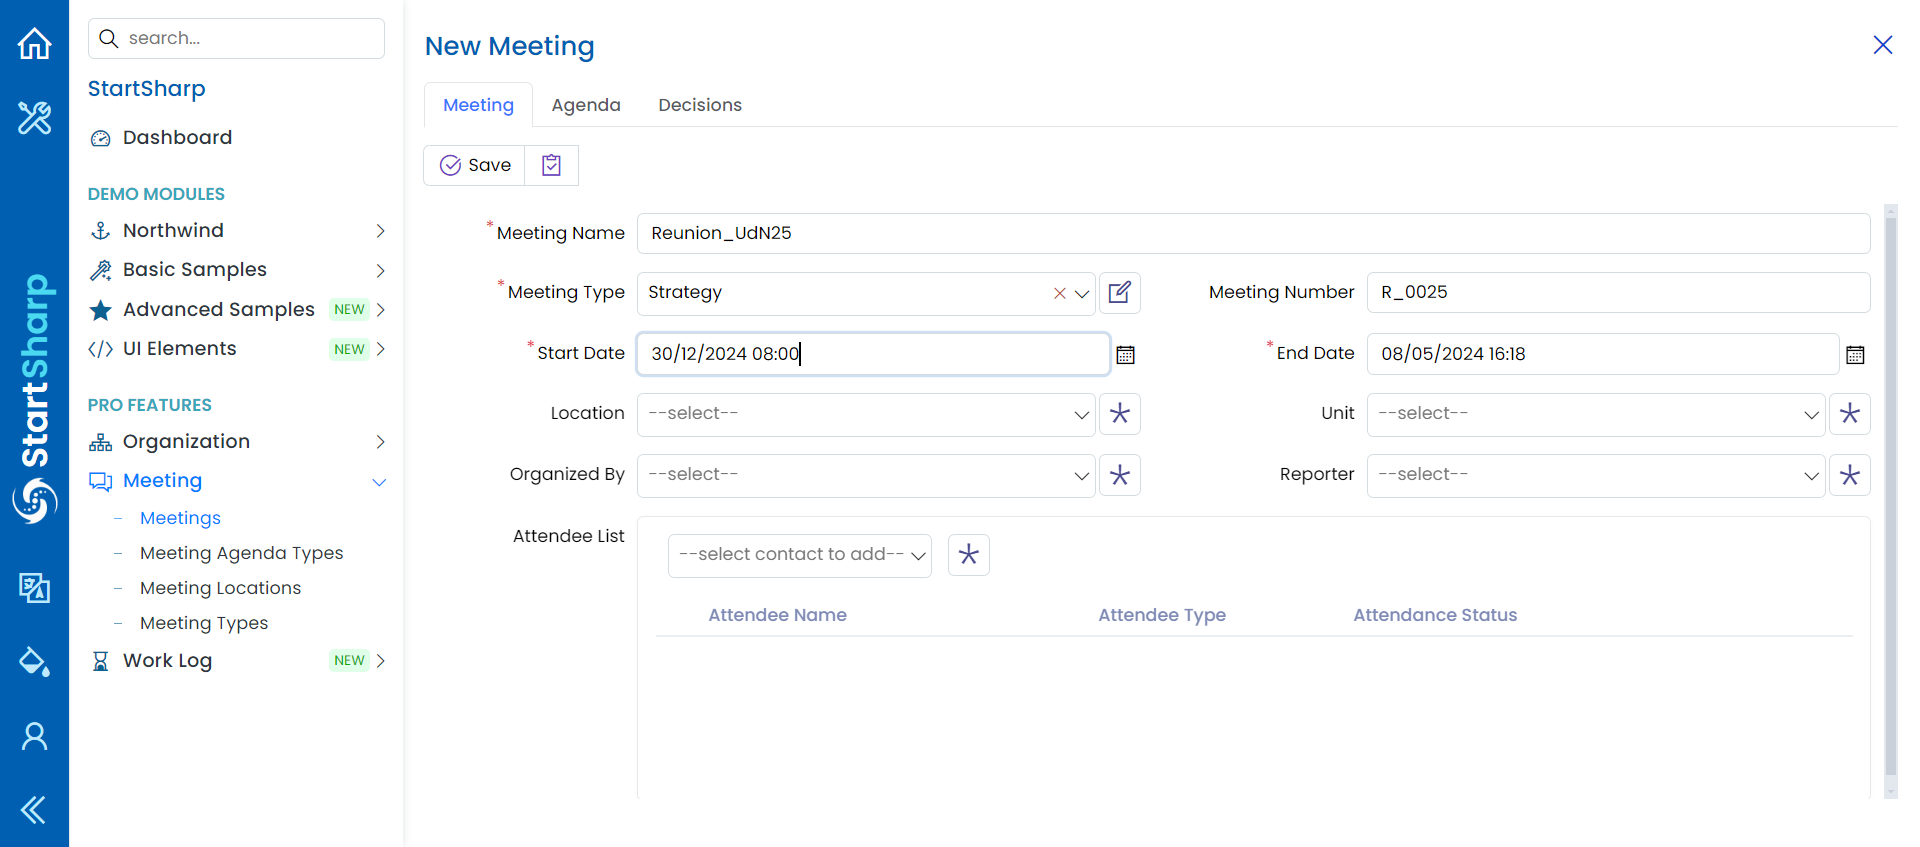 search...
StartSharp
Dashboard
DEMO MODULES
Northwind
Basic Samples
Advanced Samples NEW
UI Elements NEW
PRO FEATURES
Organization
Meeting
Meetings
Meeting Agenda Types
Meeting Locations
Meeting Types
Work Log NEW
StartSharp
New Meeting
Meeting Agenda Decisions
Save
* Meeting Name Reunion_UdN25
* Meeting Type Strategy Meeting Number R_0025
* Start Date 30/12/2024 08:00 * End Date 08/05/2024 16:18
Location --select-- Unit --select--
Organized By --select-- Reporter --select--
Attendee List --select contact to add--
Attendee Name Attendee Type Attendance Status